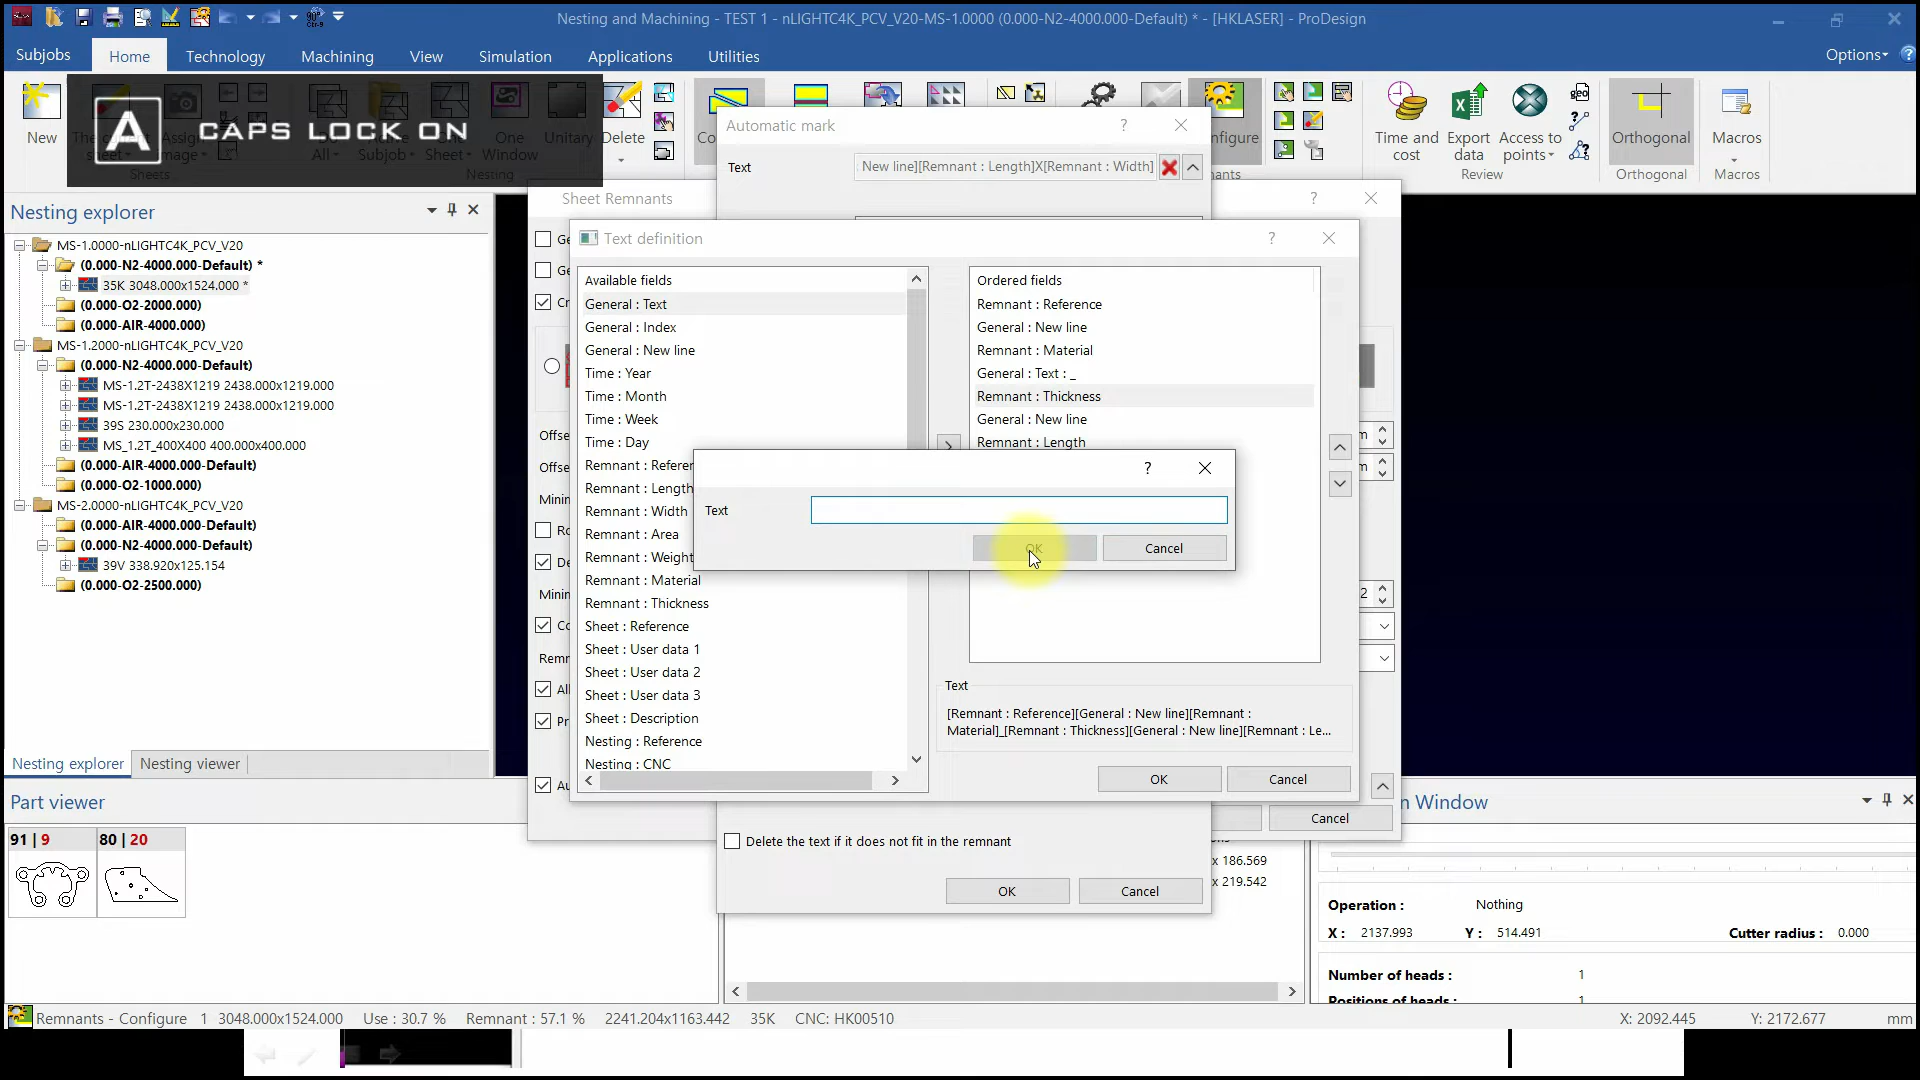 Nesting and Machining - TEST 1 - nLIGHTC4K_PCV_V20-MS-1.0000 (0.000-N2-4000.000-Default) * - [HKLASER] - ProDesign
Subjobs
Home
Technology
Machining
View
Simulation
Applications
Utilities
Options
New
CAPS LOCK ON
One Window
Unitary
Delete
Time and cost
Export data
Access to points
Orthogonal
Macros
Sheets
Nesting
Review
Orthogonal
Macros
Automatic mark
Text
New line][Remnant : Length]X[Remnant : Width]
Sheet Remnants
Text definition
Nesting explorer
MS-1.0000-nLIGHTC4K_PCV_V20
(0.000-N2-4000.000-Default) *
35K 3048.000x1524.000 *
(0.000-O2-2000.000)
(0.000-AIR-4000.000)
MS-1.2000-nLIGHTC4K_PCV_V20
(0.000-N2-4000.000-Default)
MS-1.2T-2438X1219 2438.000x1219.000
MS-1.2T-2438X1219 2438.000x1219.000
39S 230.000x230.000
MS_1.2T_400X400 400.000x400.000
(0.000-AIR-4000.000-Default)
(0.000-O2-1000.000)
MS-2.0000-nLIGHTC4K_PCV_V20
(0.000-AIR-4000.000-Default)
(0.000-N2-4000.000-Default)
39V 338.920x125.154
(0.000-O2-2500.000)
Nesting explorer
Nesting viewer
Available fields
General : Text
General : Index
General : New line
Time : Year
Time : Month
Time : Week
Time : Day
Remnant : Referen
Remnant : Length
Remnant : Width
Remnant : Area
Remnant : Weight
Remnant : Material
Remnant : Thickness
Sheet : Reference
Sheet : User data 1
Sheet : User data 2
Sheet : User data 3
Sheet : Description
Nesting : Reference
Nesting : CNC
Ordered fields
Remnant : Reference
General : New line
Remnant : Material
General : Text : _
Remnant : Thickness
General : New line
Remnant : Length
Text
OK
Cancel
Text
[Remnant : Reference][General : New line][Remnant :
Material]_[Remnant : Thickness][General : New line][Remnant : Le...
OK
Cancel
Cancel
Delete the text if it does not fit in the remnant
OK
Cancel
x 186.569
x 219.542
Part viewer
91 | 9
80 | 20
n Window
Operation : Nothing
X : 2137.993 Y : 514.491 Cutter radius : 0.000
Number of heads : 1
Positions of heads : 1
Remnants - Configure 1 3048.000x1524.000 Use : 30.7 % Remnant : 57.1 % 2241.204x1163.442 35K CNC: HK00510 X: 2092.445 Y: 2172.677 mm